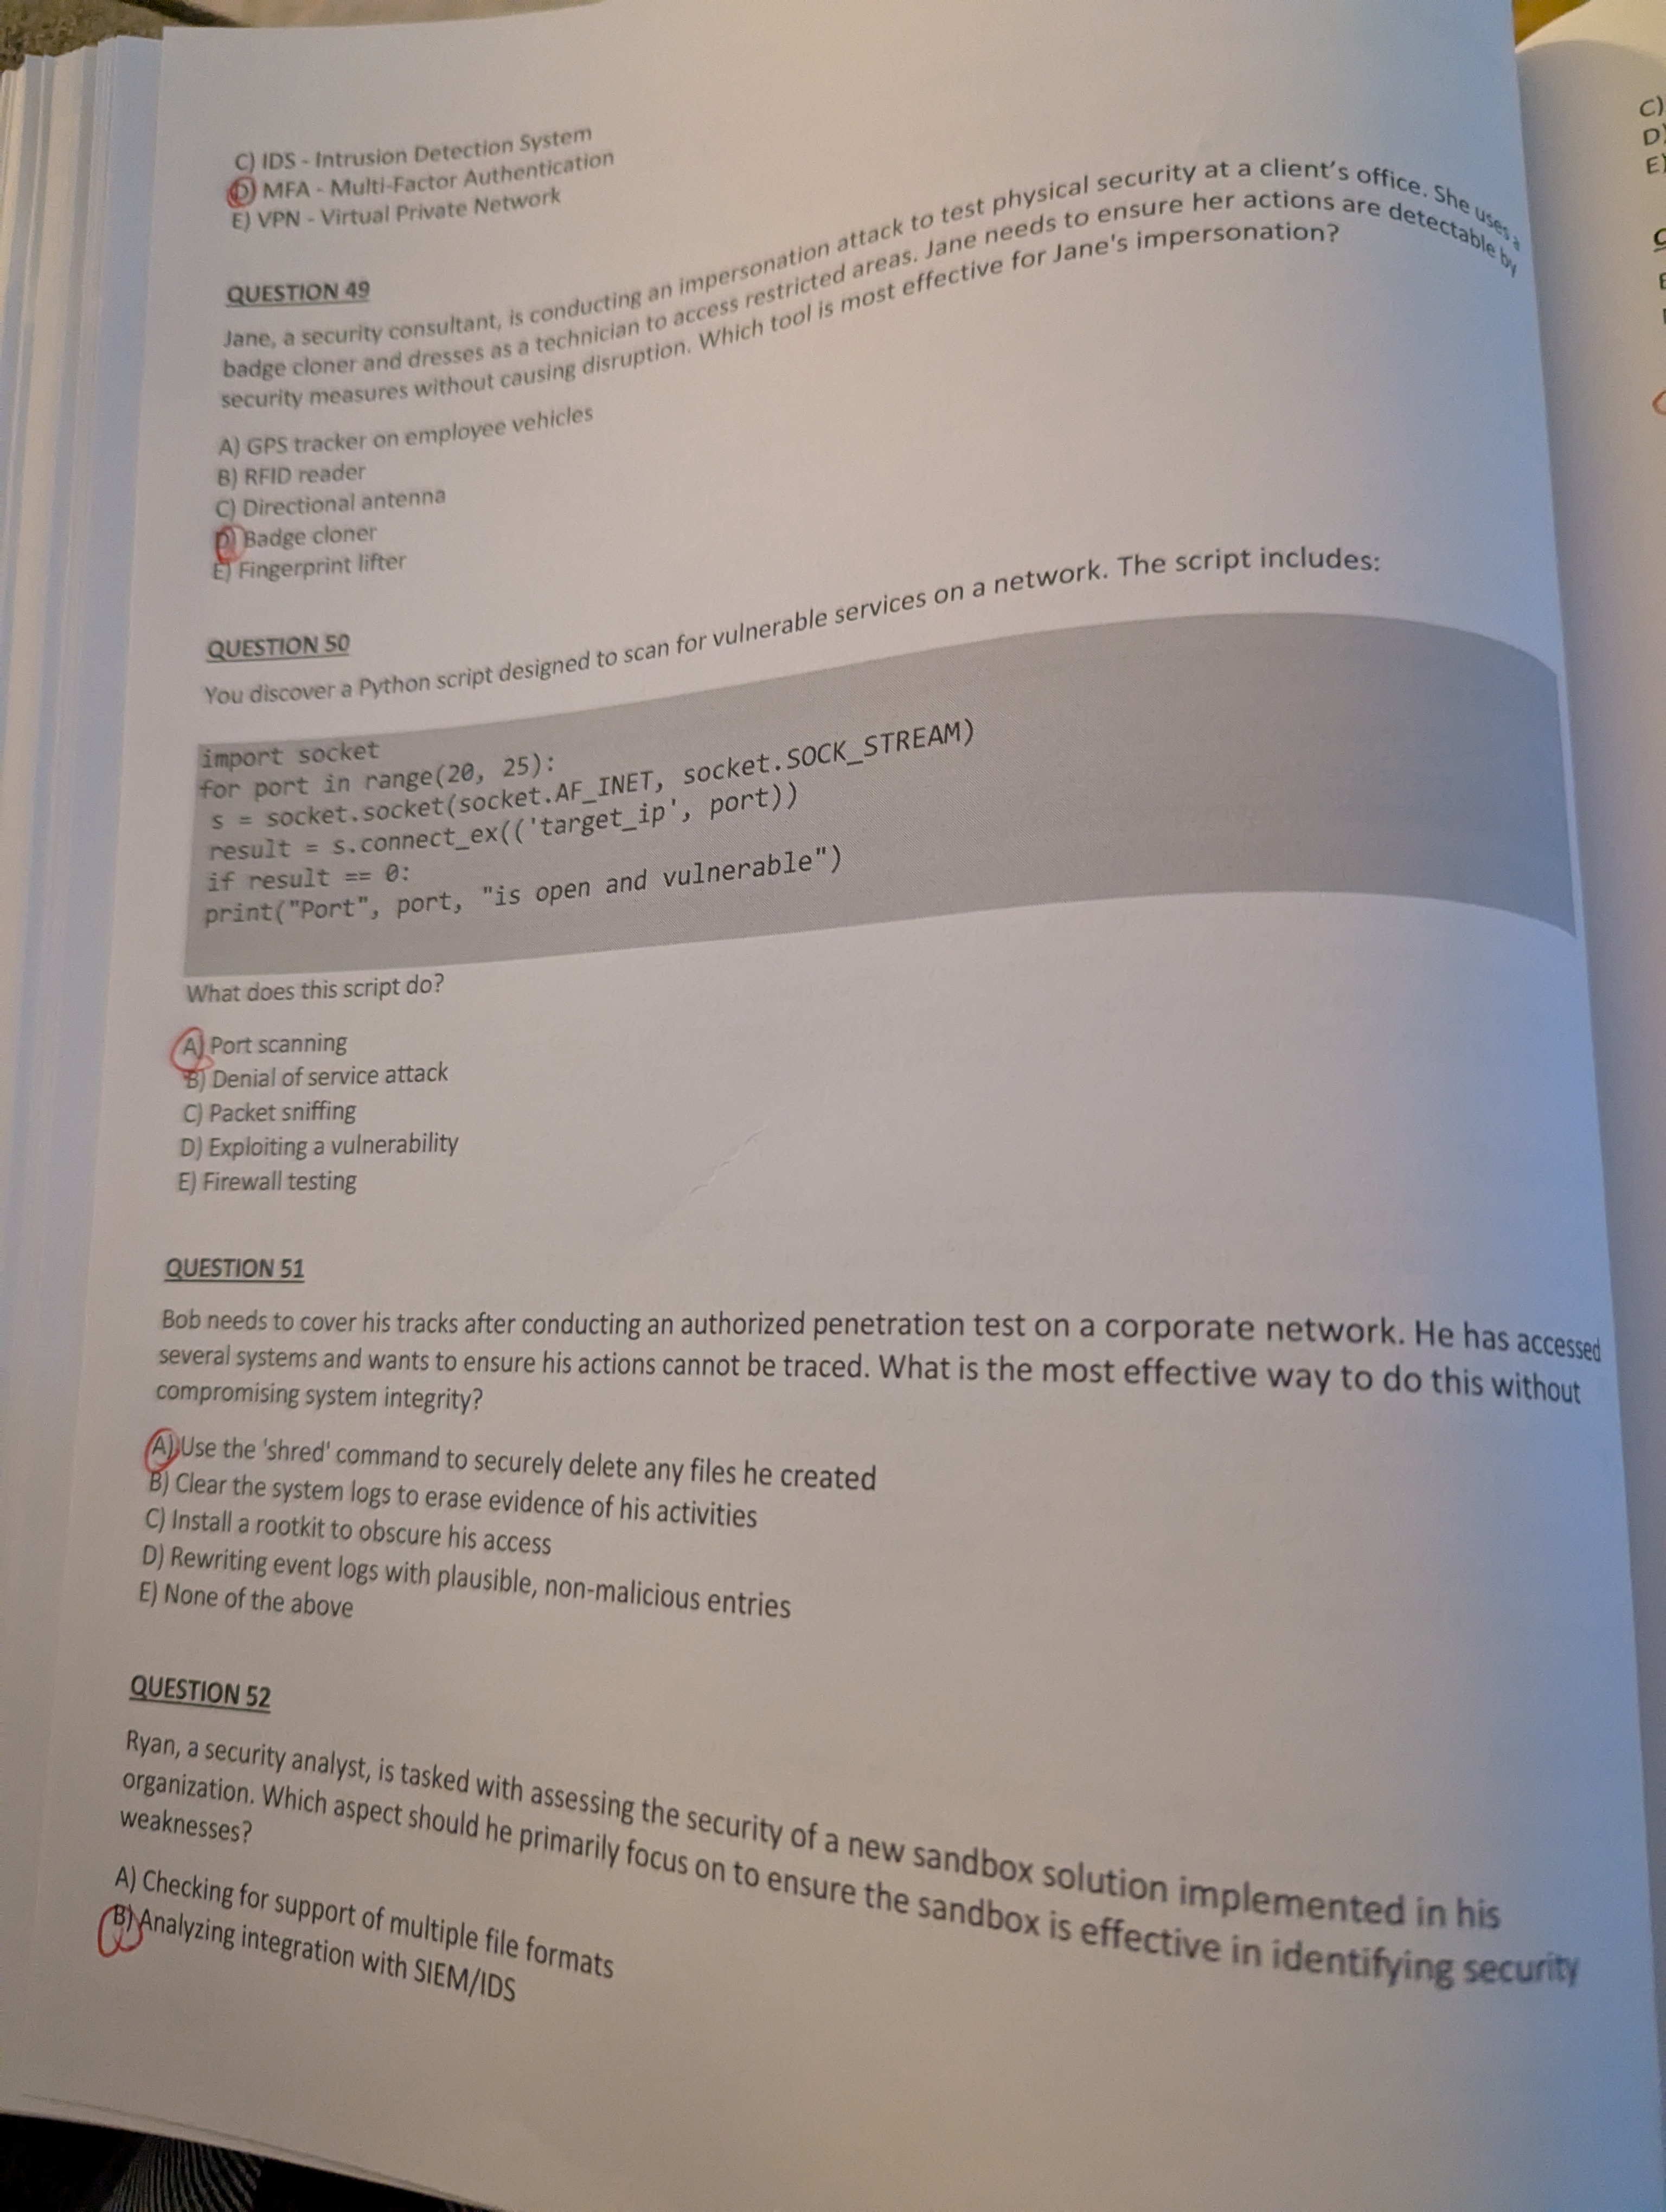 C) IDS - Intrusion Detection System
D) MFA - Multi-Factor Authentication
E) VPN - Virtual Private Network
QUESTION 49
Jane, a security consultant, is conducting an impersonation attack to test physical security at a client's office. She uses a
badge cloner and dresses as a technician to access restricted areas. Jane needs to ensure her actions are detectable by
security measures without causing disruption. Which tool is most effective for Jane's impersonation?
A) GPS tracker on employee vehicles
B) RFID reader
C) Directional antenna
D) Badge cloner
E) Fingerprint lifter
QUESTION 50
You discover a Python script designed to scan for vulnerable services on a network. The script includes:
import socket
for port in range(20, 25):
s = socket.socket(socket.AF_INET, socket.SOCK_STREAM)
result = s.connect_ex(('target_ip', port))
if result == 0:
print("Port", port, "is open and vulnerable")
What does this script do?
A) Port scanning
B) Denial of service attack
C) Packet sniffing
D) Exploiting a vulnerability
E) Firewall testing
QUESTION 51
Bob needs to cover his tracks after conducting an authorized penetration test on a corporate network. He has accessed
several systems and wants to ensure his actions cannot be traced. What is the most effective way to do this without
compromising system integrity?
A) Use the 'shred' command to securely delete any files he created
B) Clear the system logs to erase evidence of his activities
C) Install a rootkit to obscure his access
D) Rewriting event logs with plausible, non-malicious entries
E) None of the above
QUESTION 52
Ryan, a security analyst, is tasked with assessing the security of a new sandbox solution implemented in his
organization. Which aspect should he primarily focus on to ensure the sandbox is effective in identifying security
weaknesses?
A) Checking for support of multiple file formats
B) Analyzing integration with SIEM/IDS
C)
D)
E)